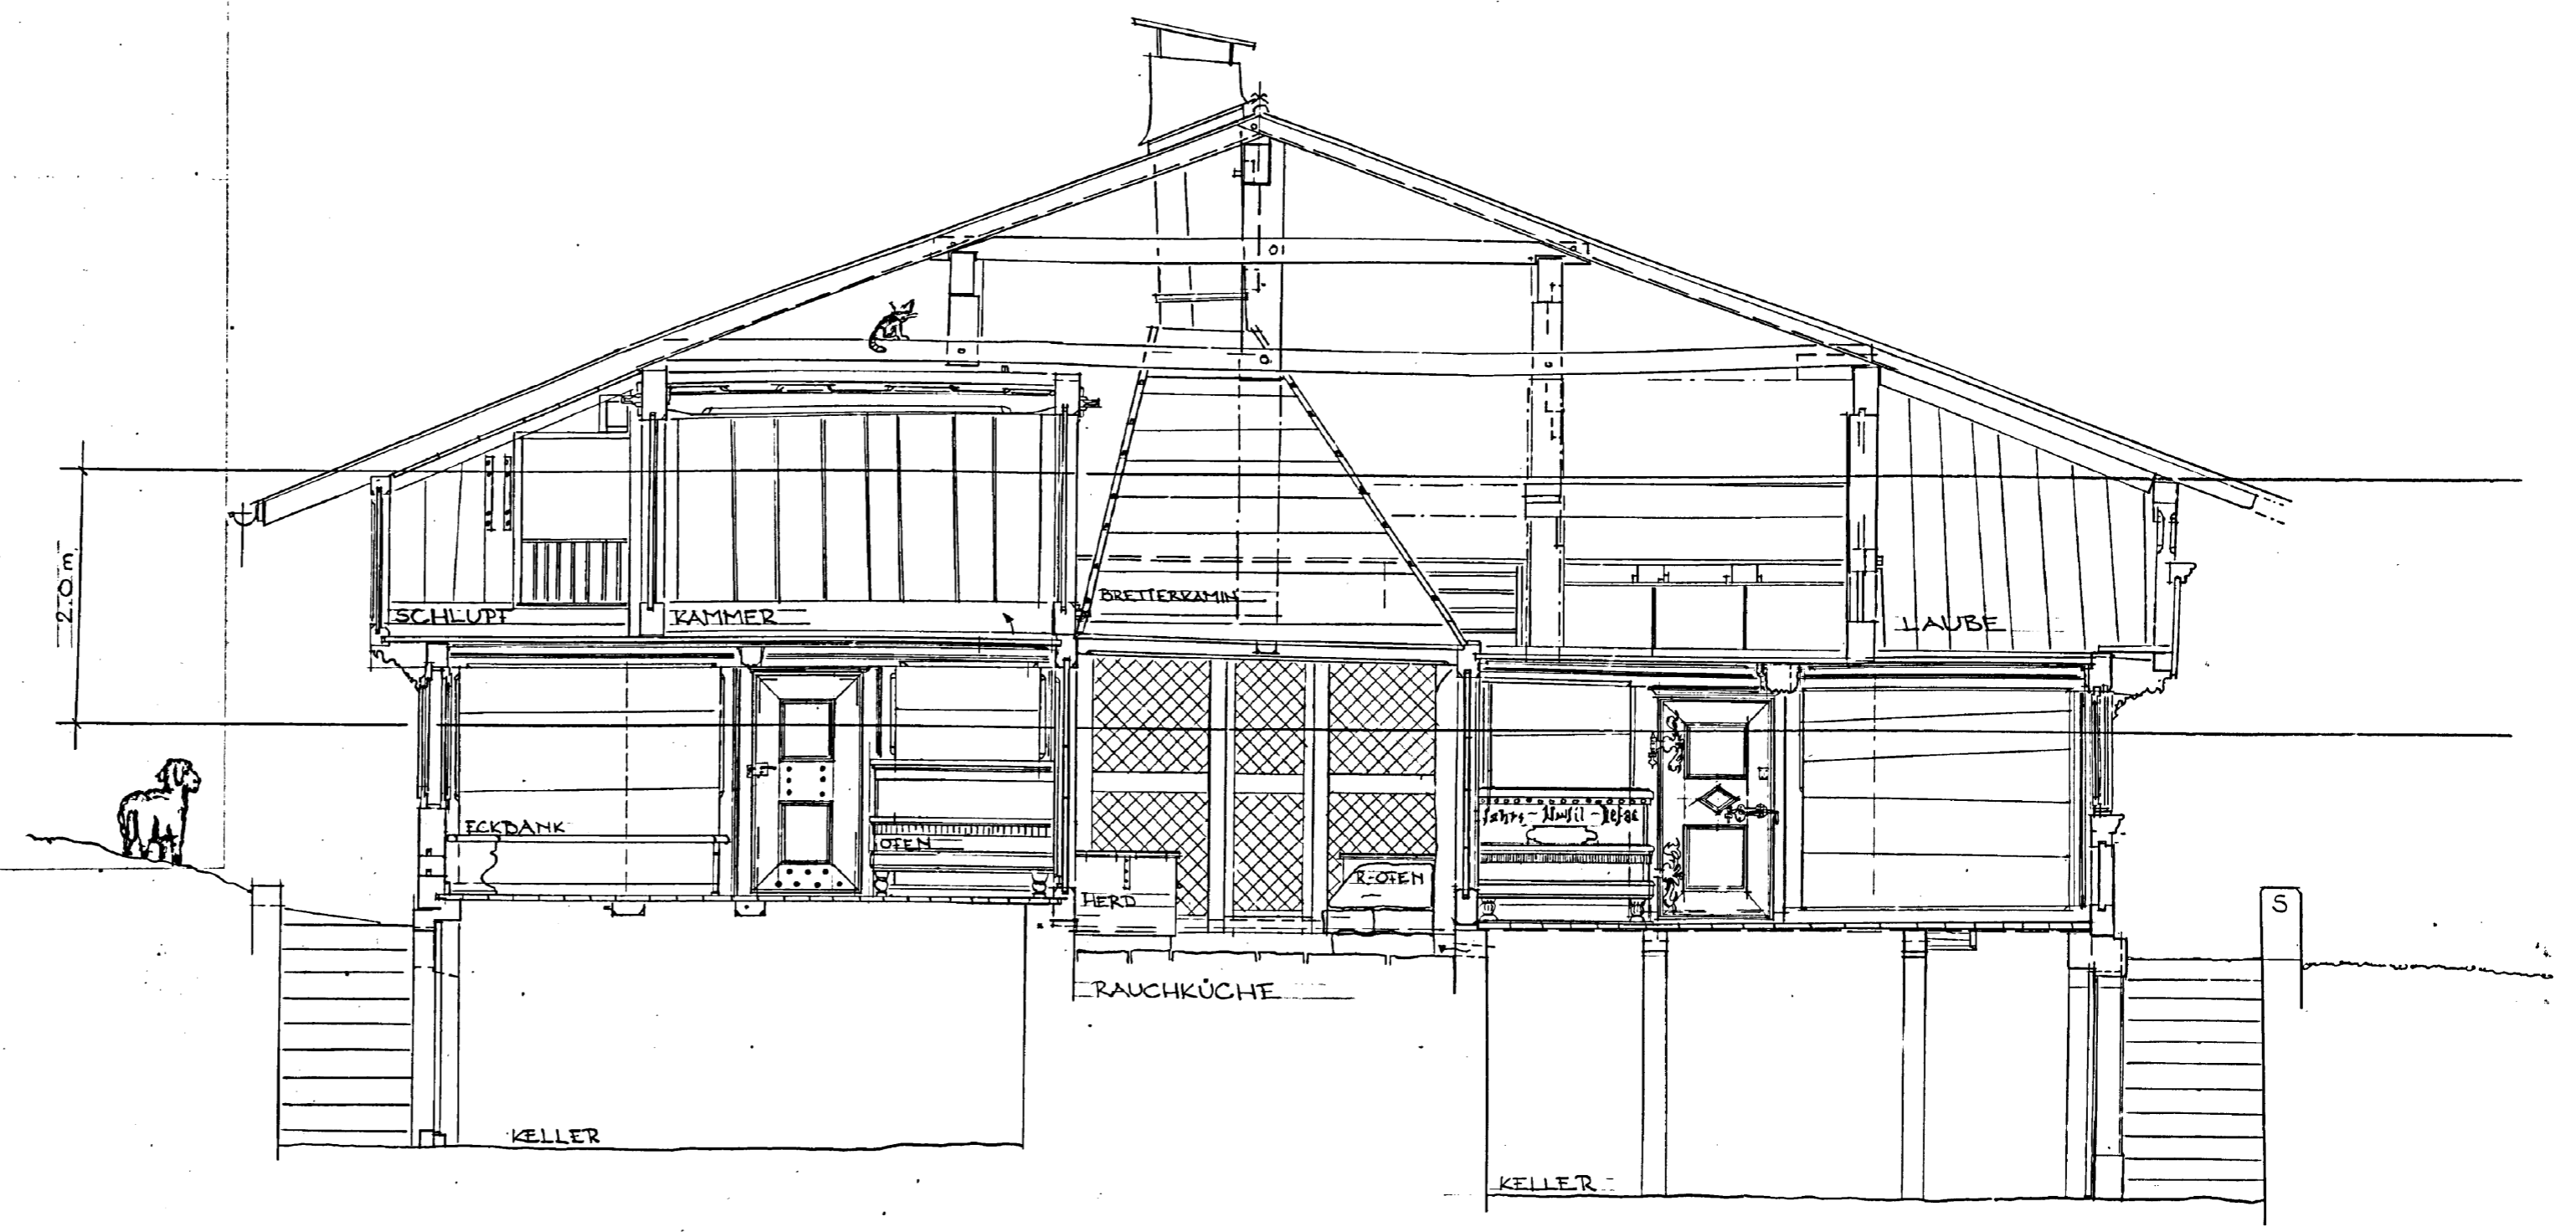 2.0 m
SCHLUPF
KAMMER
BRETTERKAMIN
LAUBE
ECKBANK
OFEN
HERD
R-OFEN
S
RAUCHKÜCHE
KELLER
KELLER